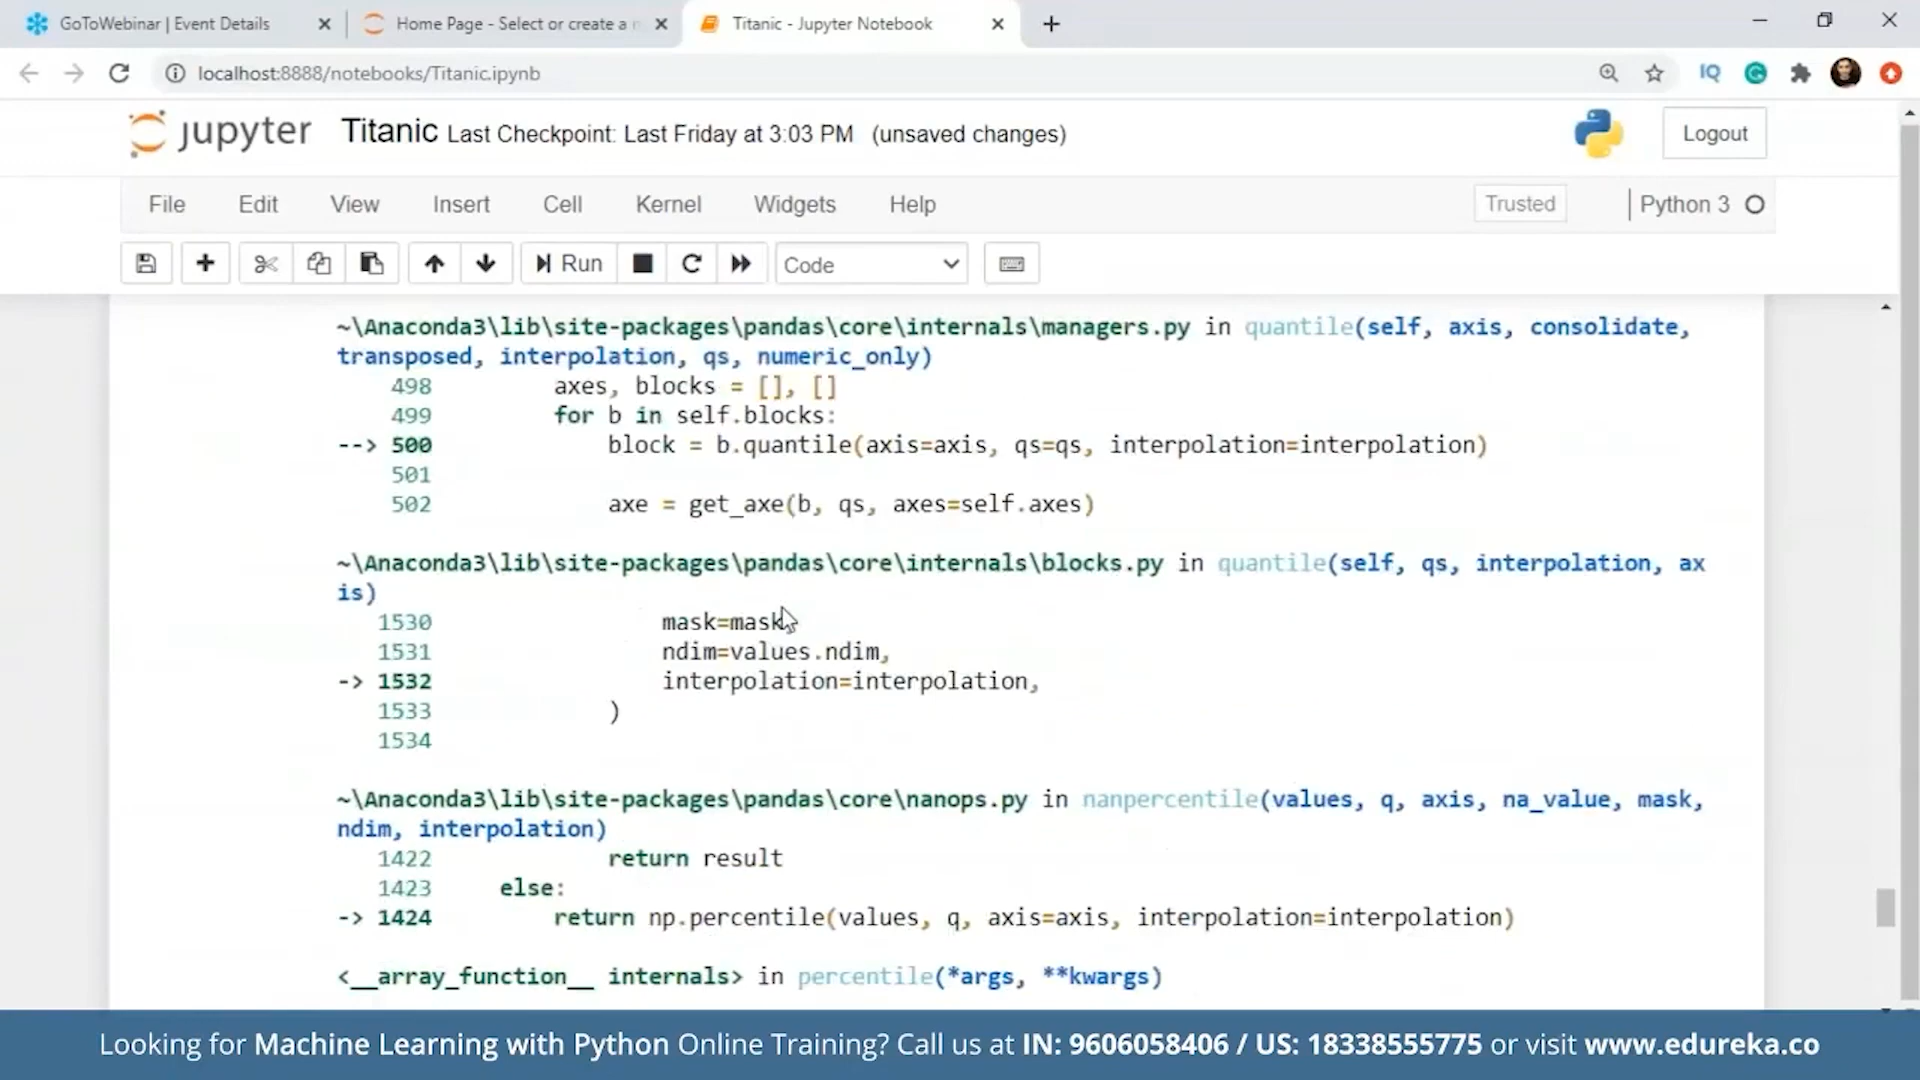 GoToWebinar | Event Details
Home Page - Select or create a n
Titanic - Jupyter Notebook
localhost:8888/notebooks/Titanic.ipynb
IQ
jupyter Titanic Last Checkpoint: Last Friday at 3:03 PM (unsaved changes)
Logout
File Edit View Insert Cell Kernel Widgets Help
Trusted
Python 3
Run
Code
~\Anaconda3\lib\site-packages\pandas\core\internals\managers.py in quantile(self, axis, consolidate,
transposed, interpolation, qs, numeric_only)
498 axes, blocks = [], []
499 for b in self.blocks:
--> 500 block = b.quantile(axis=axis, qs=qs, interpolation=interpolation)
501
502 axe = get_axe(b, qs, axes=self.axes)
~\Anaconda3\lib\site-packages\pandas\core\internals\blocks.py in quantile(self, qs, interpolation, ax
is)
1530 mask=mask
1531 ndim=values.ndim,
-> 1532 interpolation=interpolation,
1533 )
1534
~\Anaconda3\lib\site-packages\pandas\core\nanops.py in nanpercentile(values, q, axis, na_value, mask,
ndim, interpolation)
1422 return result
1423 else:
-> 1424 return np.percentile(values, q, axis=axis, interpolation=interpolation)
<__array_function__ internals> in percentile(*args, **kwargs)
Looking for Machine Learning with Python Online Training? Call us at IN: 9606058406 / US: 18338555775 or visit www.edureka.co